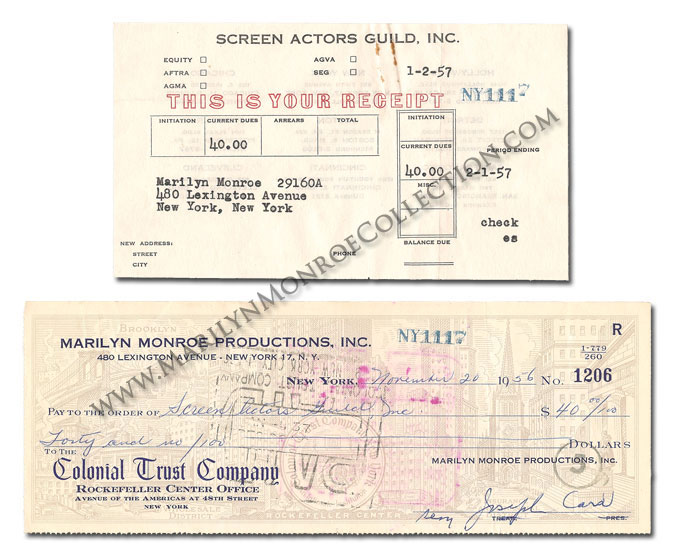 SCREEN ACTORS GUILD, INC.
EQUITY AGVA
AFTRA SEG 1-2-57
AGMA
THIS IS YOUR RECEIPT NY1117
INITIATION CURRENT DUES ARREARS TOTAL
40.00
INITIATION
CURRENT DUES PERIOD ENDING
40.00 2-1-57
MISC.
Marilyn Monroe 29160A
480 Lexington Avenue
New York, New York
check
es
NEW ADDRESS: PHONE BALANCE DUE
STREET
CITY
www.MarilynMonroeCollection.com
BROOKLYN
MARILYN MONROE PRODUCTIONS, INC. NY1117 R
480 LEXINGTON AVENUE - NEW YORK 17, N. Y.
1-779
260
NEW YORK, November 20 1956 No. 1206
PAY TO THE ORDER OF Screen Actors Guild Inc $ 40 00/100
Forty and no/100 DOLLARS
TO THE
Colonial Trust Company
ROCKEFELLER CENTER OFFICE
AVENUE OF THE AMERICAS AT 48TH STREET
NEW YORK
MARILYN MONROE PRODUCTIONS, INC.
Joseph Card
TREAS. PRES.
ROCKEFELLER CENTER